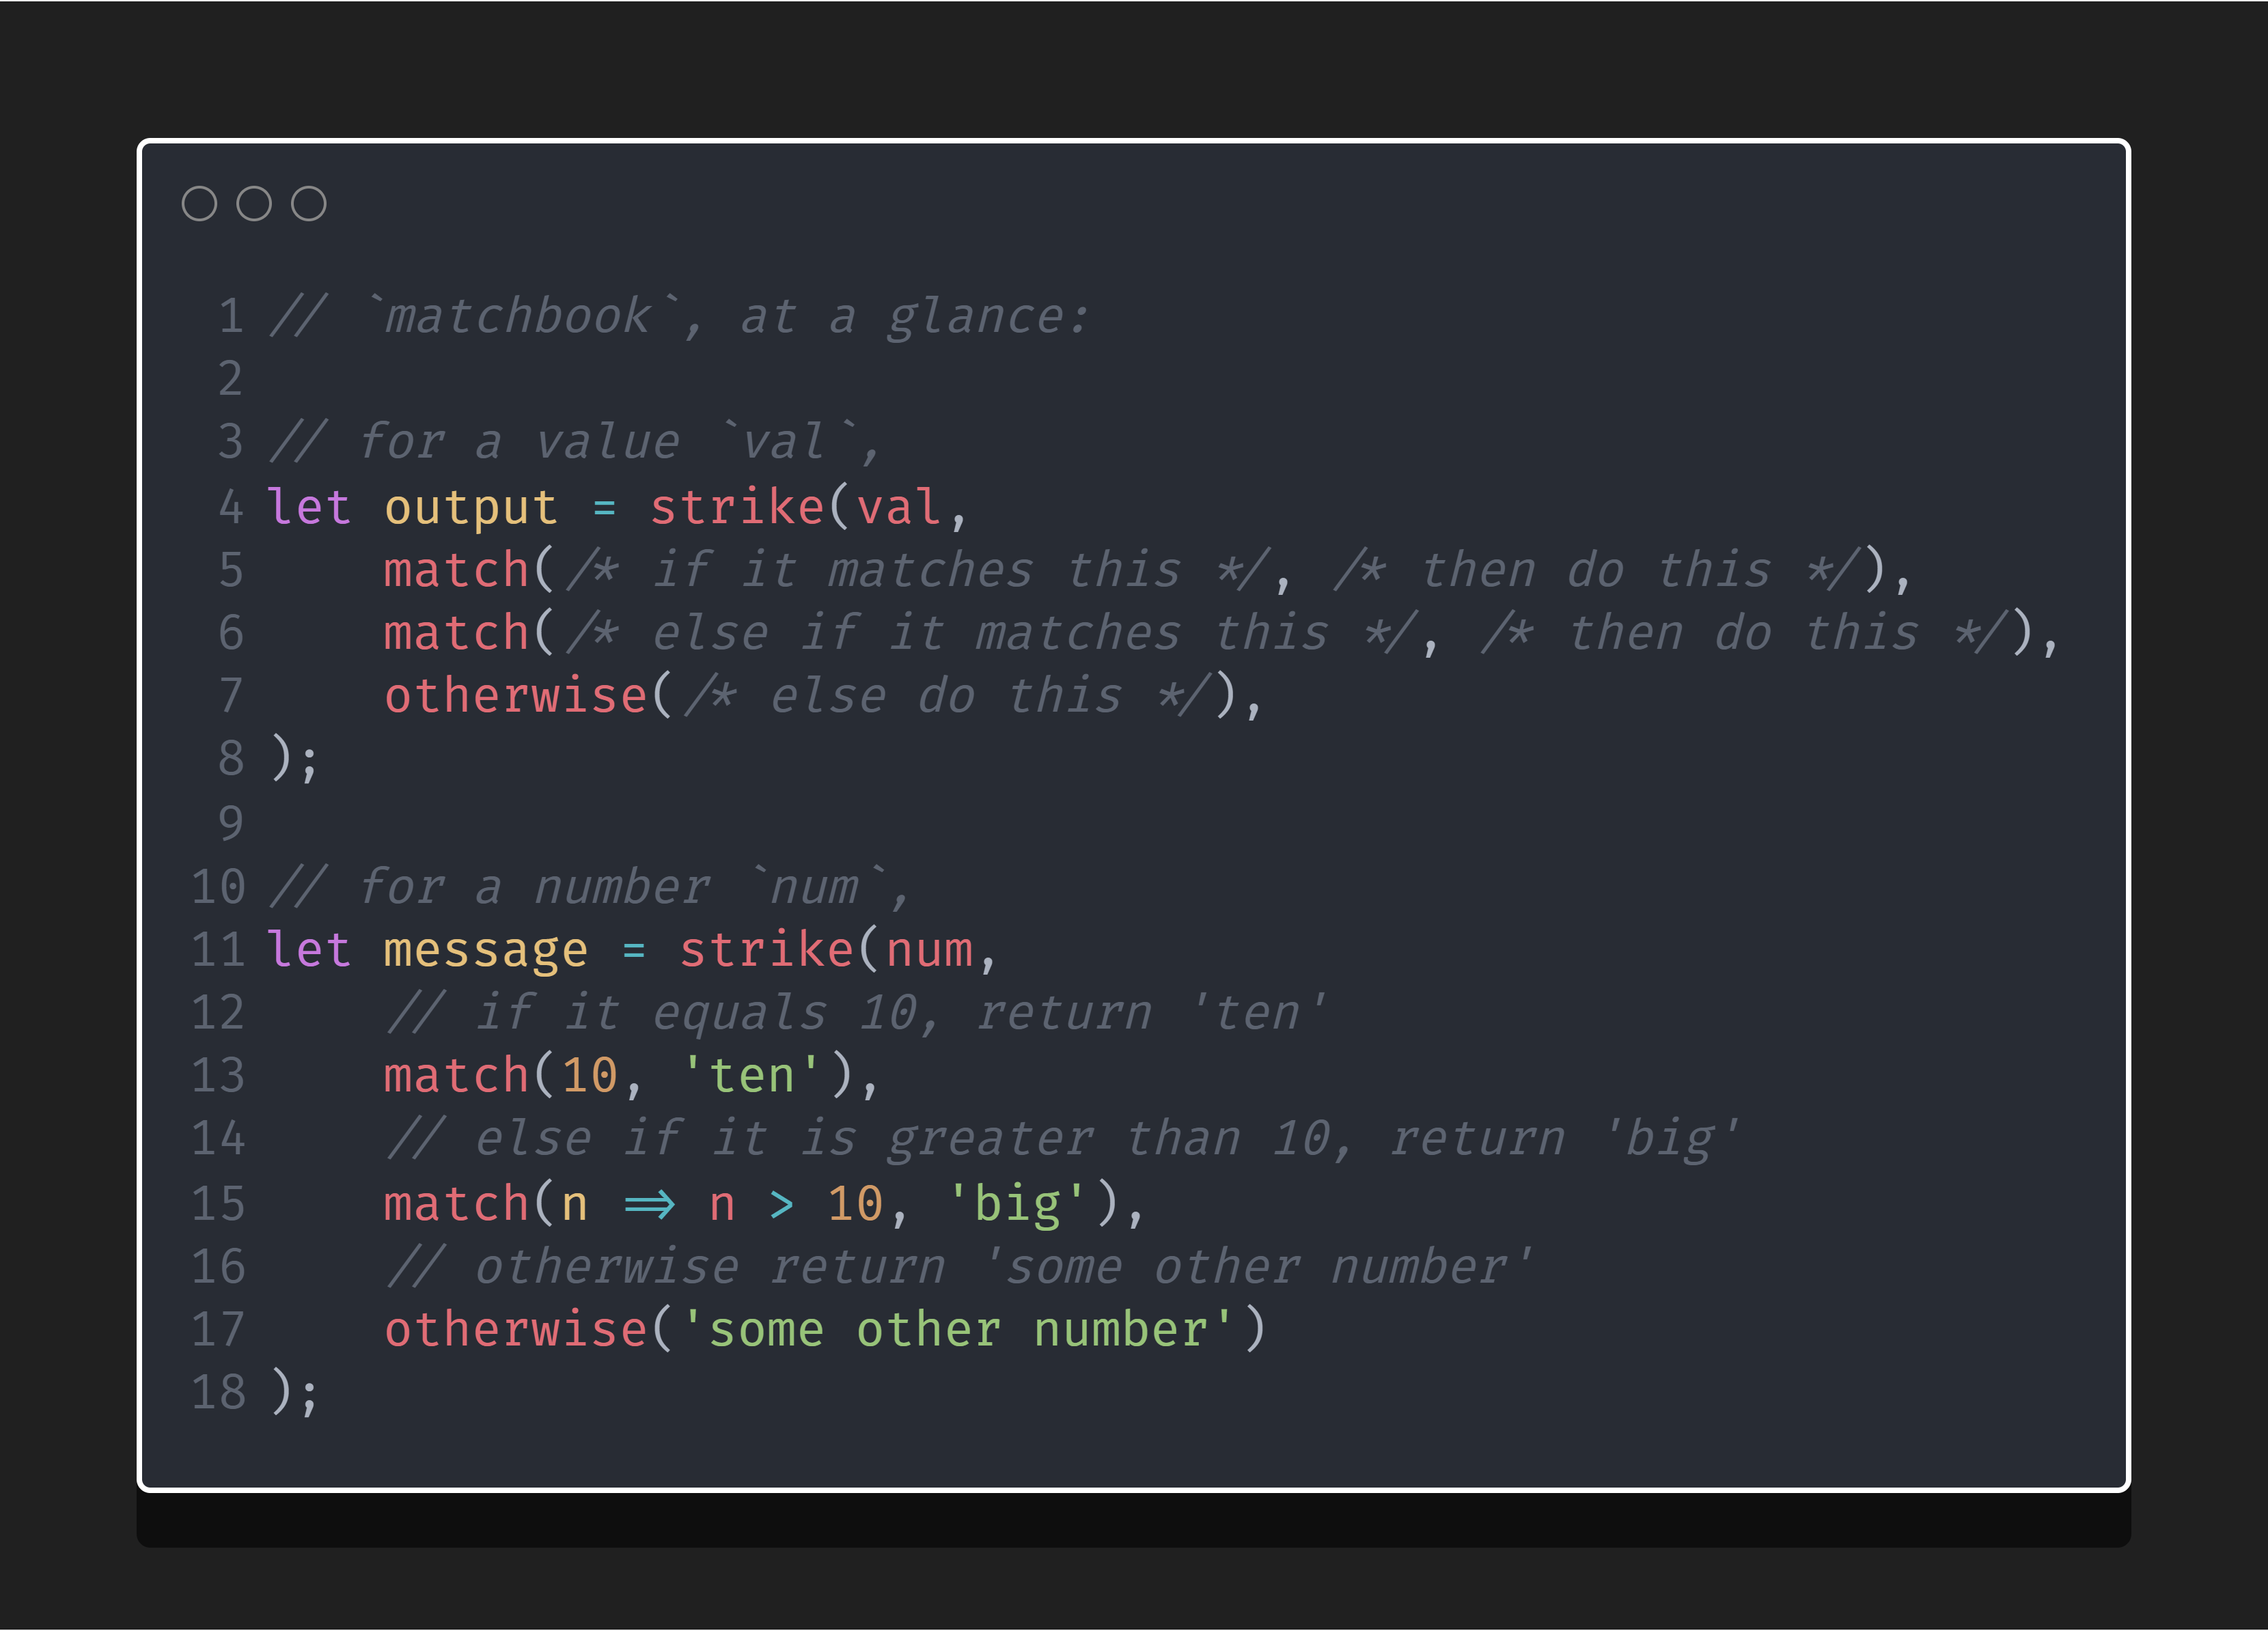 1 // `matchbook`, at a glance:
2
3 // for a value `val`,
4 let output = strike(val,
5     match(/* if it matches this */, /* then do this */),
6     match(/* else if it matches this */, /* then do this */),
7     otherwise(/* else do this */),
8 );
9
10 // for a number `num`,
11 let message = strike(num,
12     // if it equals 10, return 'ten'
13     match(10, 'ten'),
14     // else if it is greater than 10, return 'big'
15     match(n => n > 10, 'big'),
16     // otherwise return 'some other number'
17     otherwise('some other number')
18 );